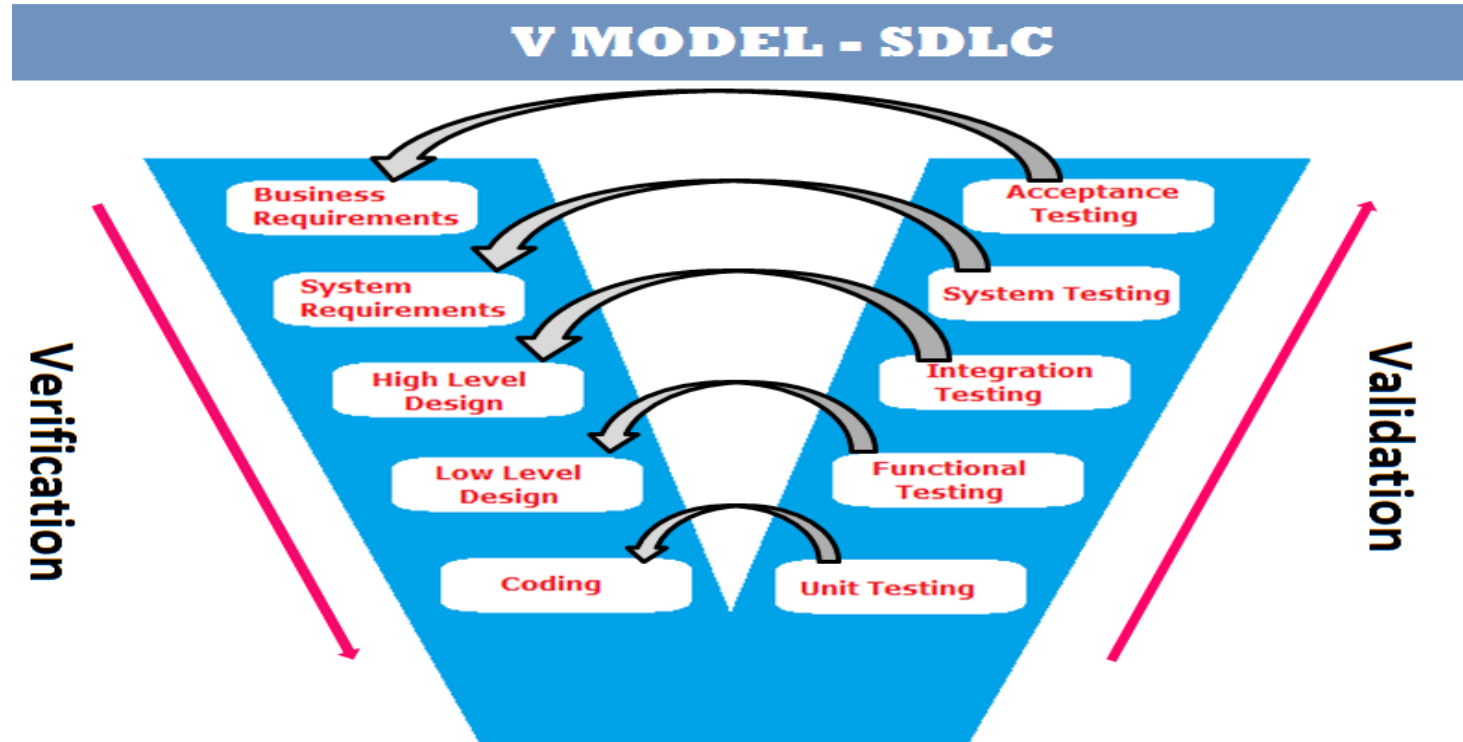 V MODEL - SDLC
Business
Requirements
Acceptance
Testing
System
Requirements
System Testing
High Level
Design
Integration
Testing
Low Level
Design
Functional
Testing
Coding
Unit Testing
Verification
Validation